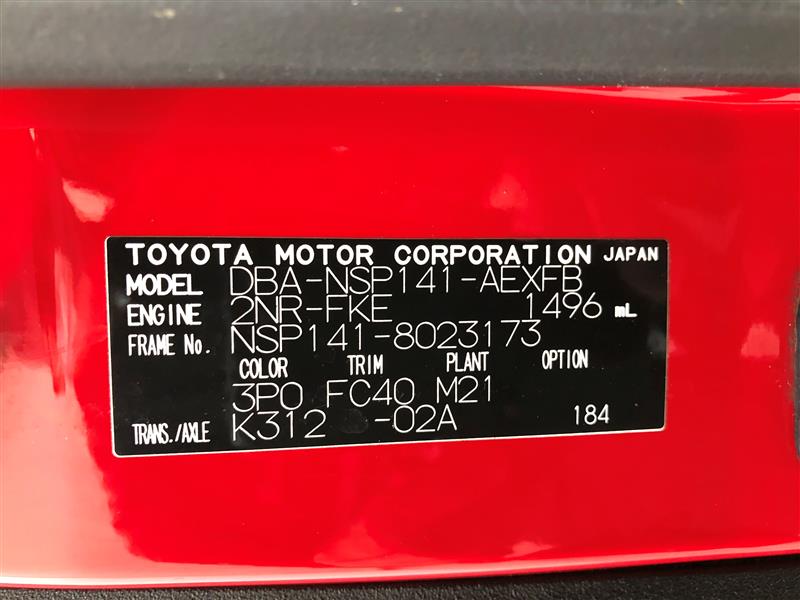 TOYOTA MOTOR CORPORATION JAPAN
MODEL DBA-NSP141-AEXFB
ENGINE 2NR-FKE 1496 mL
FRAME No. NSP141-8023173
COLOR TRIM PLANT OPTION
3P0 FC40 M21
TRANS./AXLE K312 -02A 184